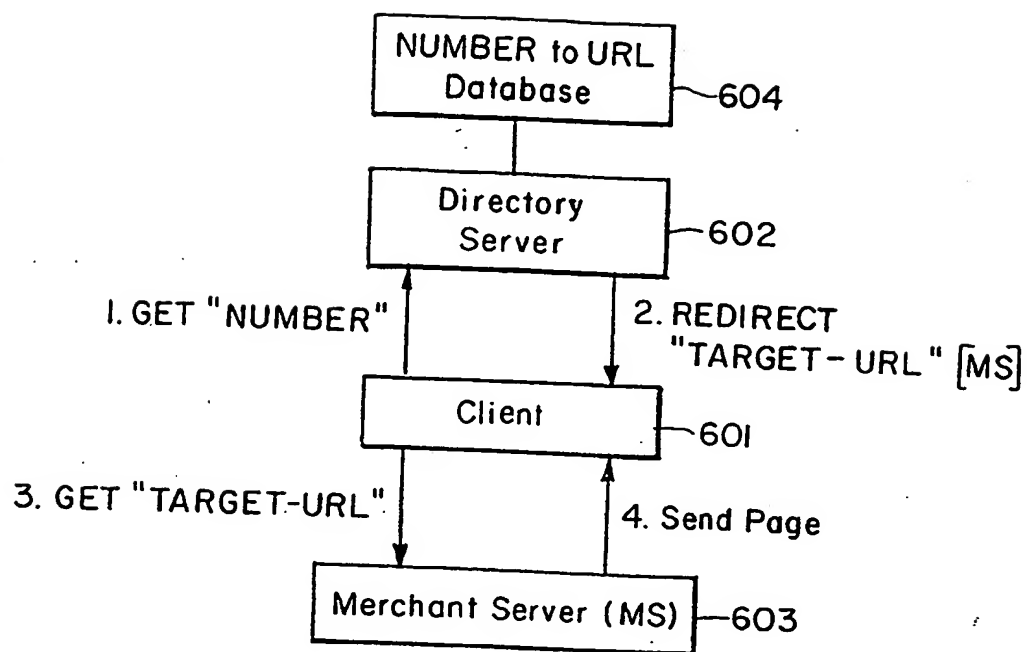 NUMBER to URL
Database
604
Directory
Server
602
1. GET "NUMBER"
2. REDIRECT
"TARGET-URL" [MS]
Client
601
3. GET "TARGET-URL"
4. Send Page
Merchant Server (MS)
603